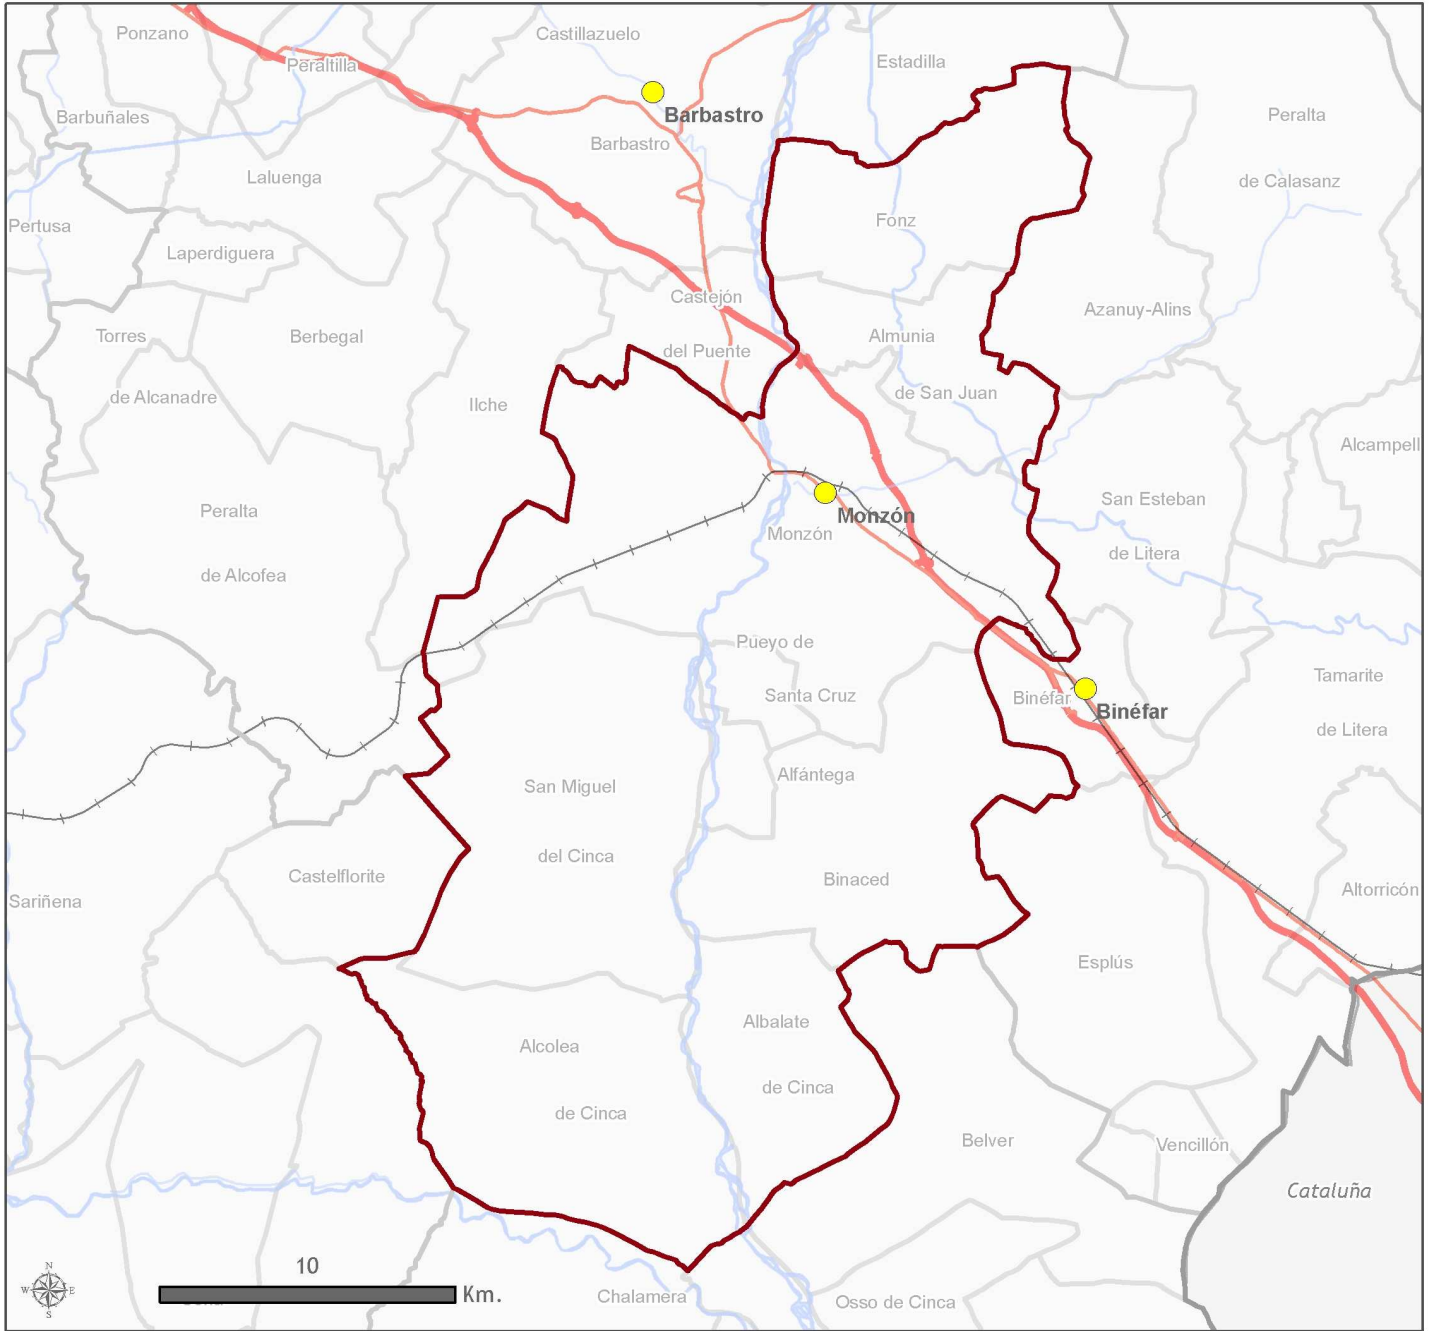 Ponzano
Castillazuelo
Estadilla
Peraltilla
Barbuñales
Barbastro
Peralta
Barbastro
Laluenga
de Calasanz
Pertusa
Fonz
Laperdiguera
Castejón
Azanuy-Alins
Torres
Berbegal
Almunia
del Puente
de Alcanadre
Ilche
de San Juan
Alcampell
Peralta
San Esteban
Monzón
Monzón
de Alcofea
de Litera
Pueyo de
Tamarite
Santa Cruz
Binéfar
Binéfar
de Litera
San Miguel
Alfántega
del Cinca
Castelflorite
Binaced
Altorricón
Sariñena
Esplús
Alcolea
Albalate
de Cinca
de Cinca
Belver
Vencillón
Cataluña
10
Km.
N
W
E
S
Chalamera
Osso de Cinca